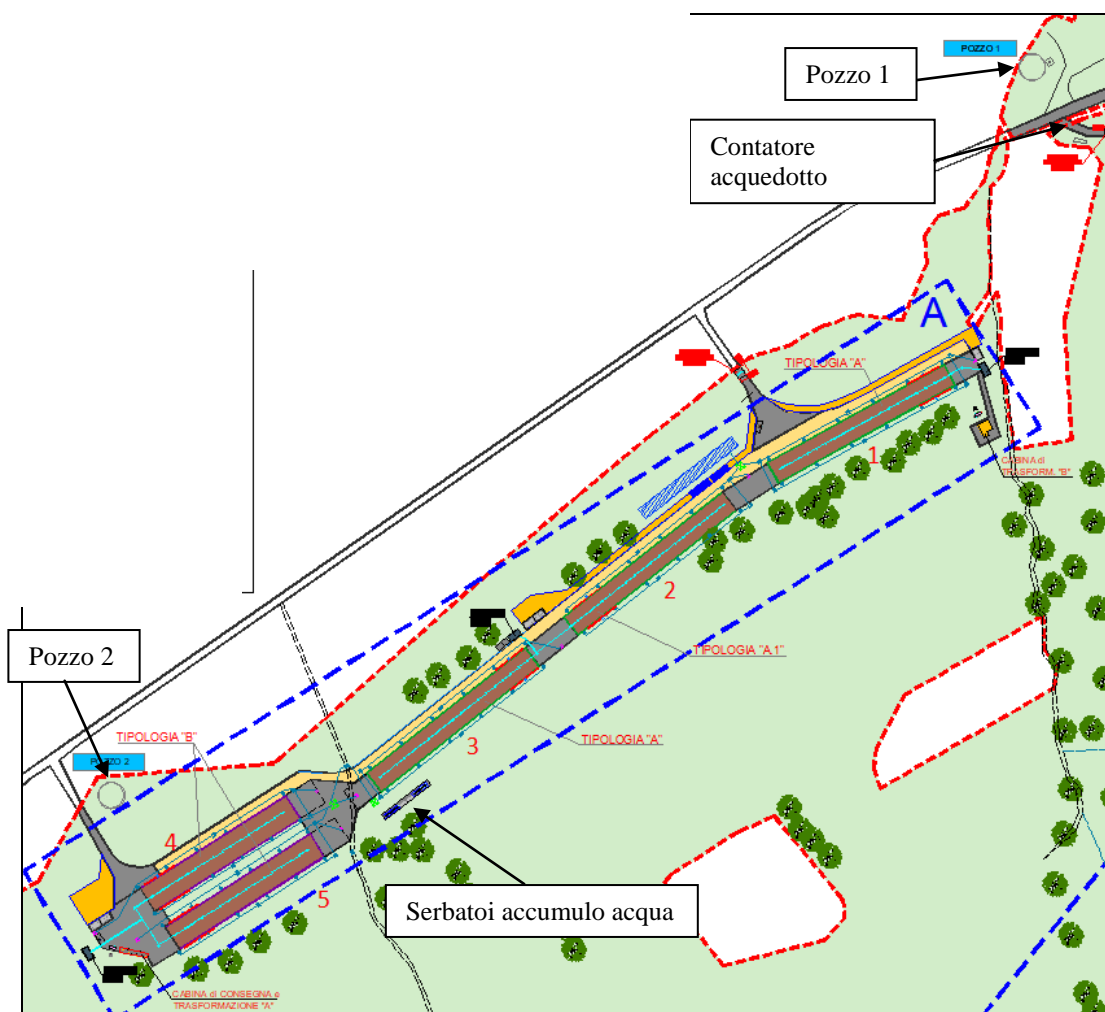 POZZO 1
Pozzo 1
Contatore
acquedotto
A
TIPOLOGIA "A"
1
CABINA di
TRASFORM. "B"
2
TIPOLOGIA "A.1"
Pozzo 2
3
TIPOLOGIA "A"
TIPOLOGIA "B"
POZZO 2
4
5
Serbatoi accumulo acqua
CABINA di CONSEGNA e
TRASFORMAZIONE "A"